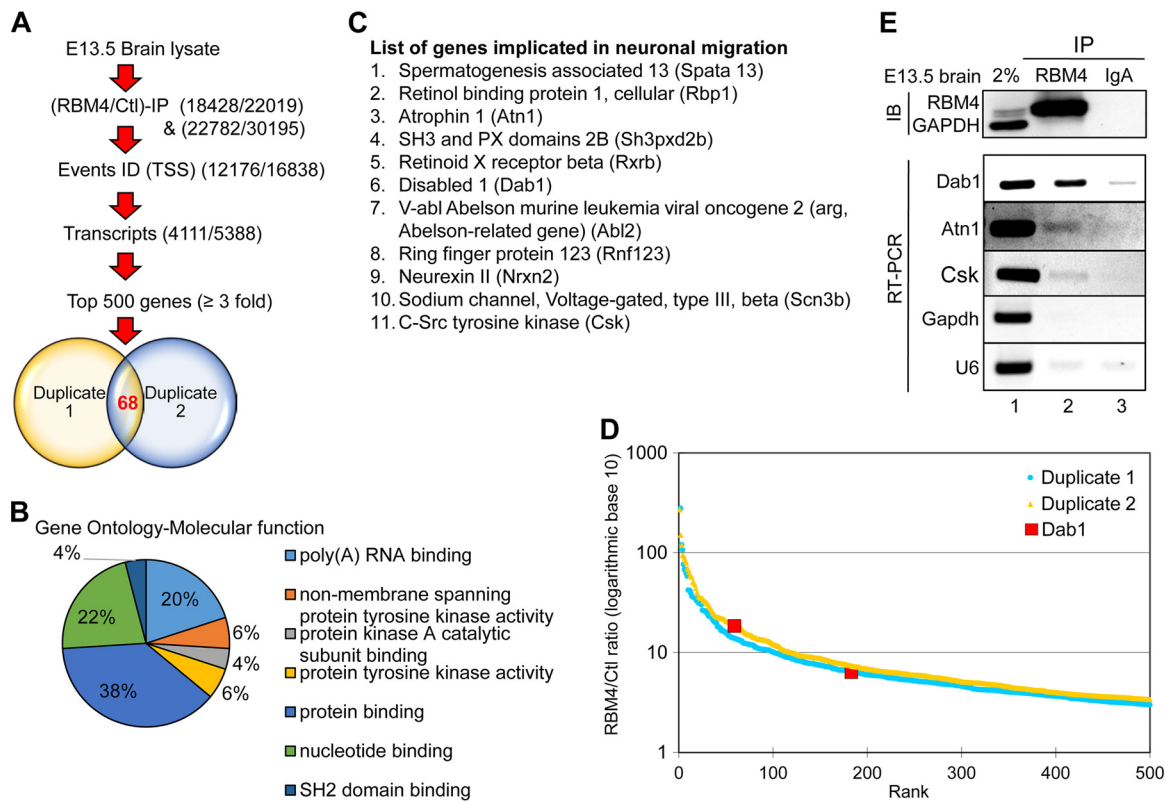 A
E13.5 Brain lysate
(RBM4/Ctl)-IP (18428/22019)
& (22782/30195)
Events ID (TSS) (12176/16838)
Transcripts (4111/5388)
Top 500 genes (≥ 3 fold)
Duplicate
1
68
Duplicate
2
B
Gene Ontology-Molecular function
4%
20%
6%
4%
6%
38%
22%
poly(A) RNA binding
non-membrane spanning
protein tyrosine kinase activity
protein kinase A catalytic
subunit binding
protein tyrosine kinase activity
protein binding
nucleotide binding
SH2 domain binding
C
List of genes implicated in neuronal migration
1. Spermatogenesis associated 13 (Spata 13)
2. Retinol binding protein 1, cellular (Rbp1)
3. Atrophin 1 (Atn1)
4. SH3 and PX domains 2B (Sh3pxd2b)
5. Retinoid X receptor beta (Rxrb)
6. Disabled 1 (Dab1)
7. V-abl Abelson murine leukemia viral oncogene 2 (arg,
Abelson-related gene) (Abl2)
8. Ring finger protein 123 (Rnf123)
9. Neurexin II (Nrxn2)
10. Sodium channel, Voltage-gated, type III, beta (Scn3b)
11. C-Src tyrosine kinase (Csk)
D
RBM4/Ctl ratio (logarithmic base 10)
1000
100
10
1
0 100 200 300 400 500
Rank
Duplicate 1
Duplicate 2
Dab1
E
IP
E13.5 brain 2% RBM4 IgA
IB
RBM4
GAPDH
RT-PCR
Dab1
Atn1
Csk
Gapdh
U6
1 2 3